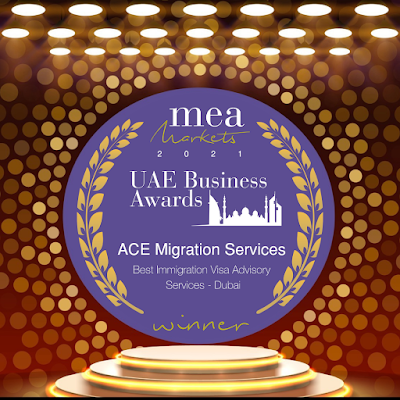 mea
Markets
2021
UAE Business
Awards
ACE Migration Services
Best Immigration Visa Advisory
Services - Dubai
winner